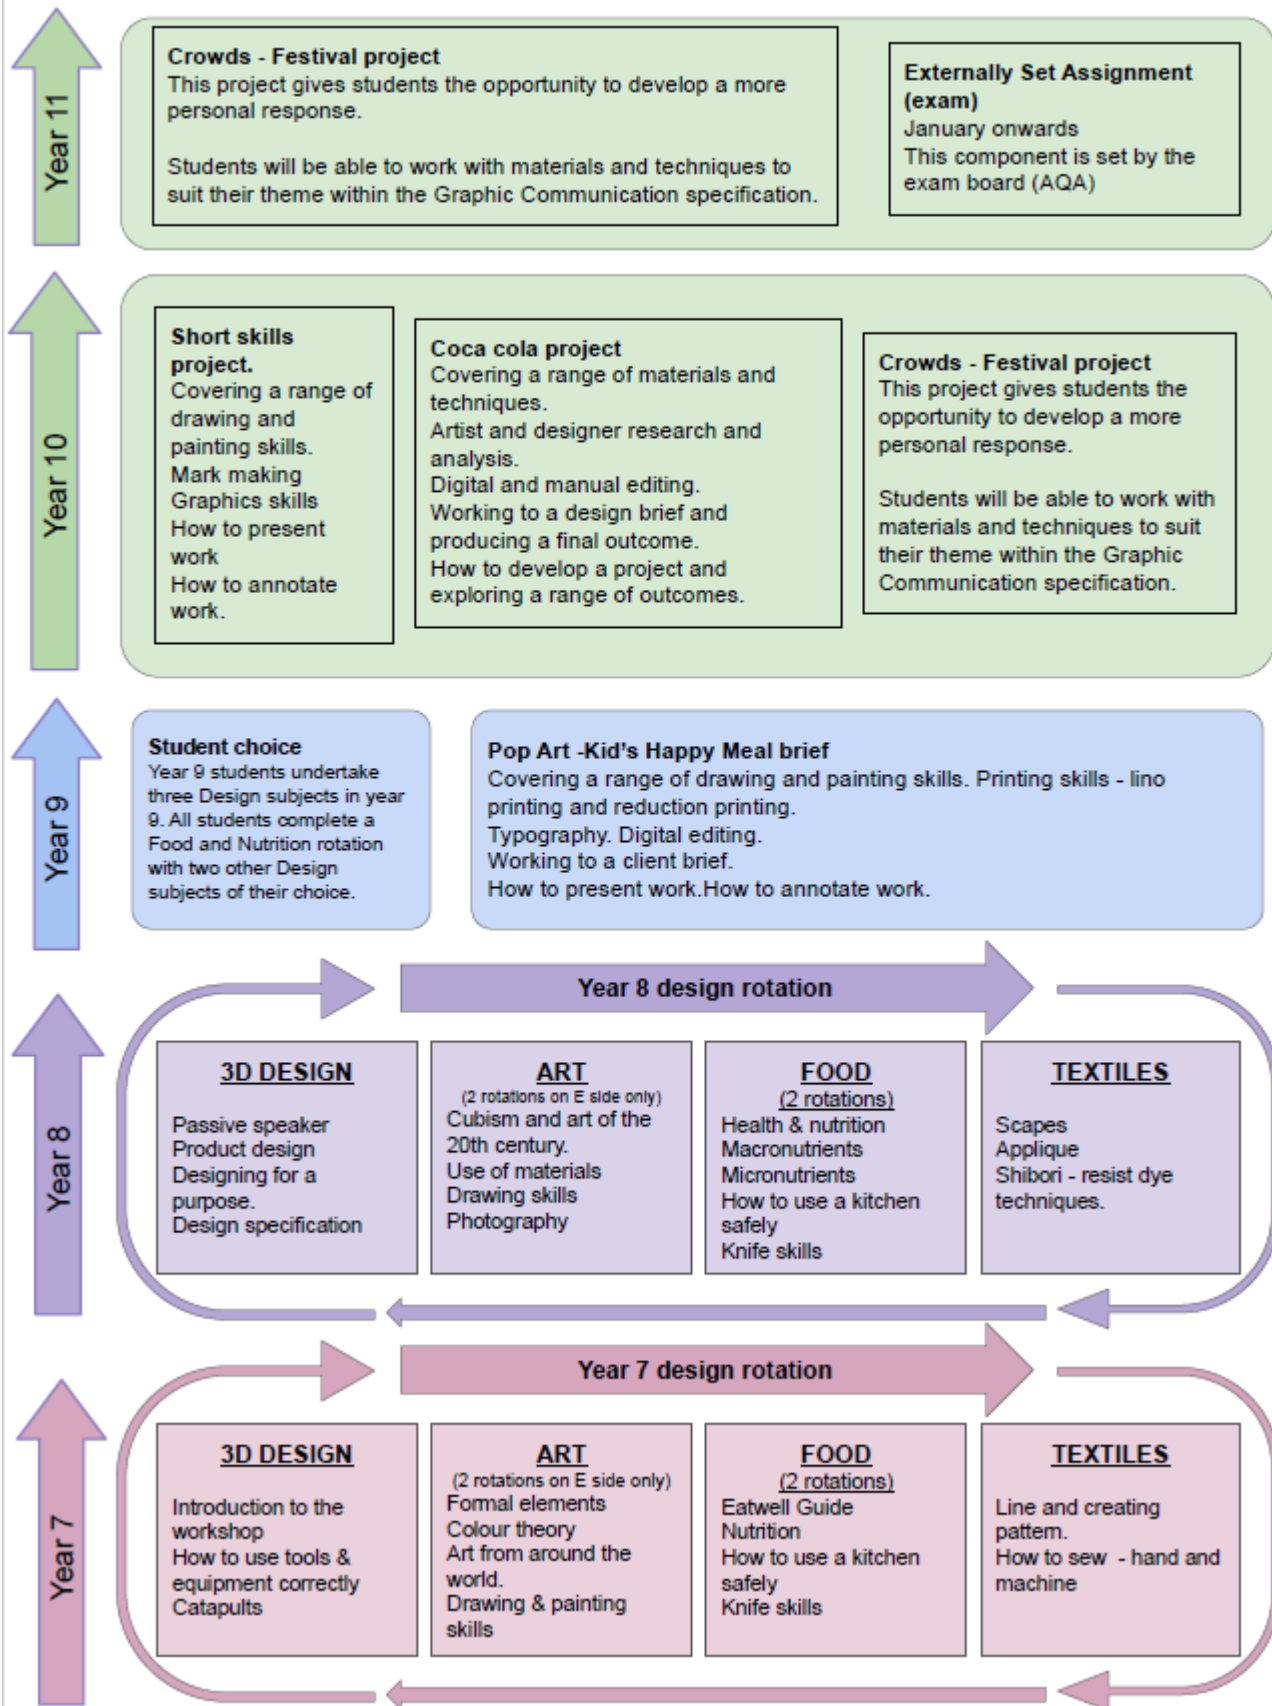 Year 11
Crowds - Festival project
This project gives students the opportunity to develop a more
personal response.
Students will be able to work with materials and techniques to
suit their theme within the Graphic Communication specification.
Externally Set Assignment
(exam)
January onwards
This component is set by the
exam board (AQA)
Year 10
Short skills
project.
Covering a range of
drawing and
painting skills.
Mark making
Graphics skills
How to present
work
How to annotate
work.
Coca cola project
Covering a range of materials and
techniques.
Artist and designer research and
analysis.
Digital and manual editing.
Working to a design brief and
producing a final outcome.
How to develop a project and
exploring a range of outcomes.
Crowds - Festival project
This project gives students the
opportunity to develop a more
personal response.
Students will be able to work with
materials and techniques to suit
their theme within the Graphic
Communication specification.
Year 9
Student choice
Year 9 students undertake
three Design subjects in year
9. All students complete a
Food and Nutrition rotation
with two other Design
subjects of their choice.
Pop Art -Kid's Happy Meal brief
Covering a range of drawing and painting skills. Printing skills - lino
printing and reduction printing.
Typography. Digital editing.
Working to a client brief.
How to present work.How to annotate work.
Year 8
Year 8 design rotation
3D DESIGN
Passive speaker
Product design
Designing for a
purpose.
Design specification
ART
(2 rotations on E side only)
Cubism and art of the
20th century.
Use of materials
Drawing skills
Photography
FOOD
(2 rotations)
Health & nutrition
Macronutrients
Micronutrients
How to use a kitchen
safely
Knife skills
TEXTILES
Scapes
Applique
Shibori - resist dye
techniques.
Year 7
Year 7 design rotation
3D DESIGN
Introduction to the
workshop
How to use tools &
equipment correctly
Catapults
ART
(2 rotations on E side only)
Formal elements
Colour theory
Art from around the
world.
Drawing & painting
skills
FOOD
(2 rotations)
Eatwell Guide
Nutrition
How to use a kitchen
safely
Knife skills
TEXTILES
Line and creating
pattern.
How to sew - hand and
machine